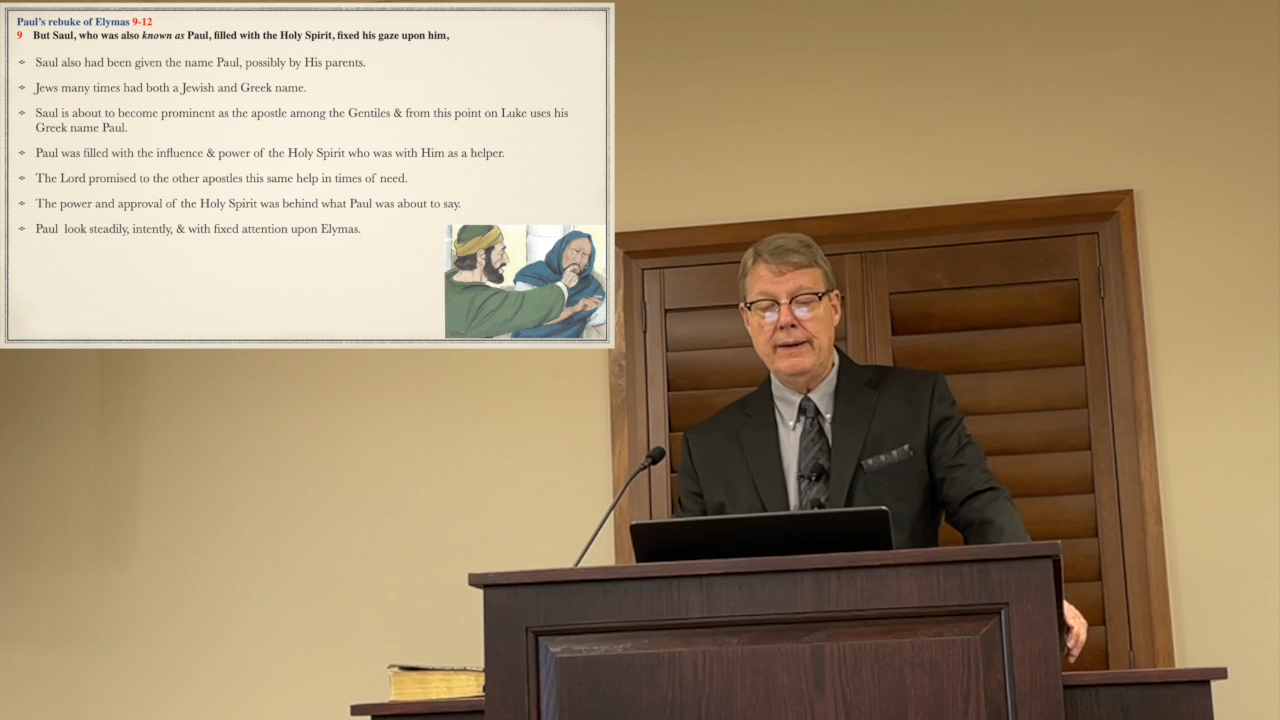 Paul's rebuke of Elymas 9-12
9 But Saul, who was also known as Paul, filled with the Holy Spirit, fixed his gaze upon him,
Saul also had been given the name Paul, possibly by His parents.
Jews many times had both a Jewish and Greek name.
Saul is about to become prominent as the apostle among the Gentiles & from this point on Luke uses his
Greek name Paul.
Paul was filled with the influence & power of the Holy Spirit who was with Him as a helper.
The Lord promised to the other apostles this same help in times of need.
The power and approval of the Holy Spirit was behind what Paul was about to say.
Paul look steadily, intently, & with fixed attention upon Elymas.